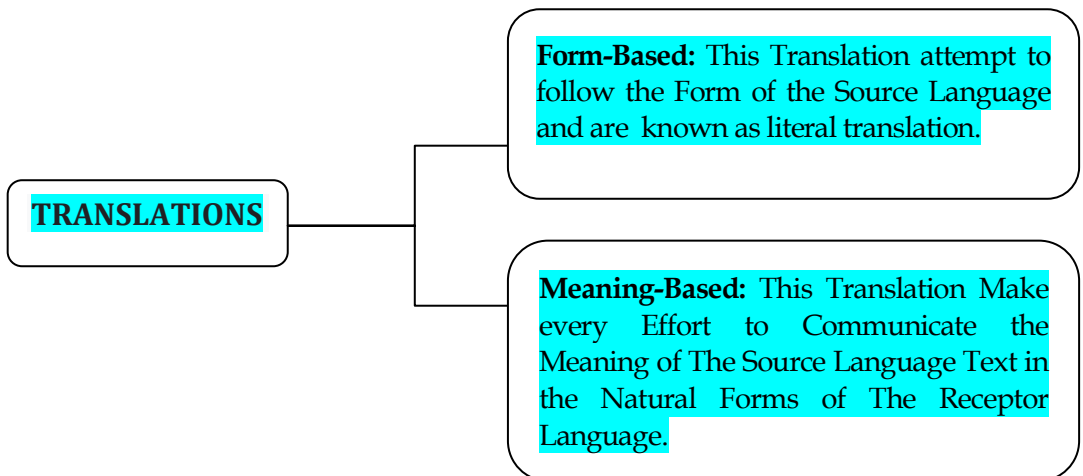 TRANSLATIONS
Form-Based: This Translation attempt to
follow the Form of the Source Language
and are known as literal translation.
Meaning-Based: This Translation Make
every Effort to Communicate the
Meaning of The Source Language Text in
the Natural Forms of The Receptor
Language.